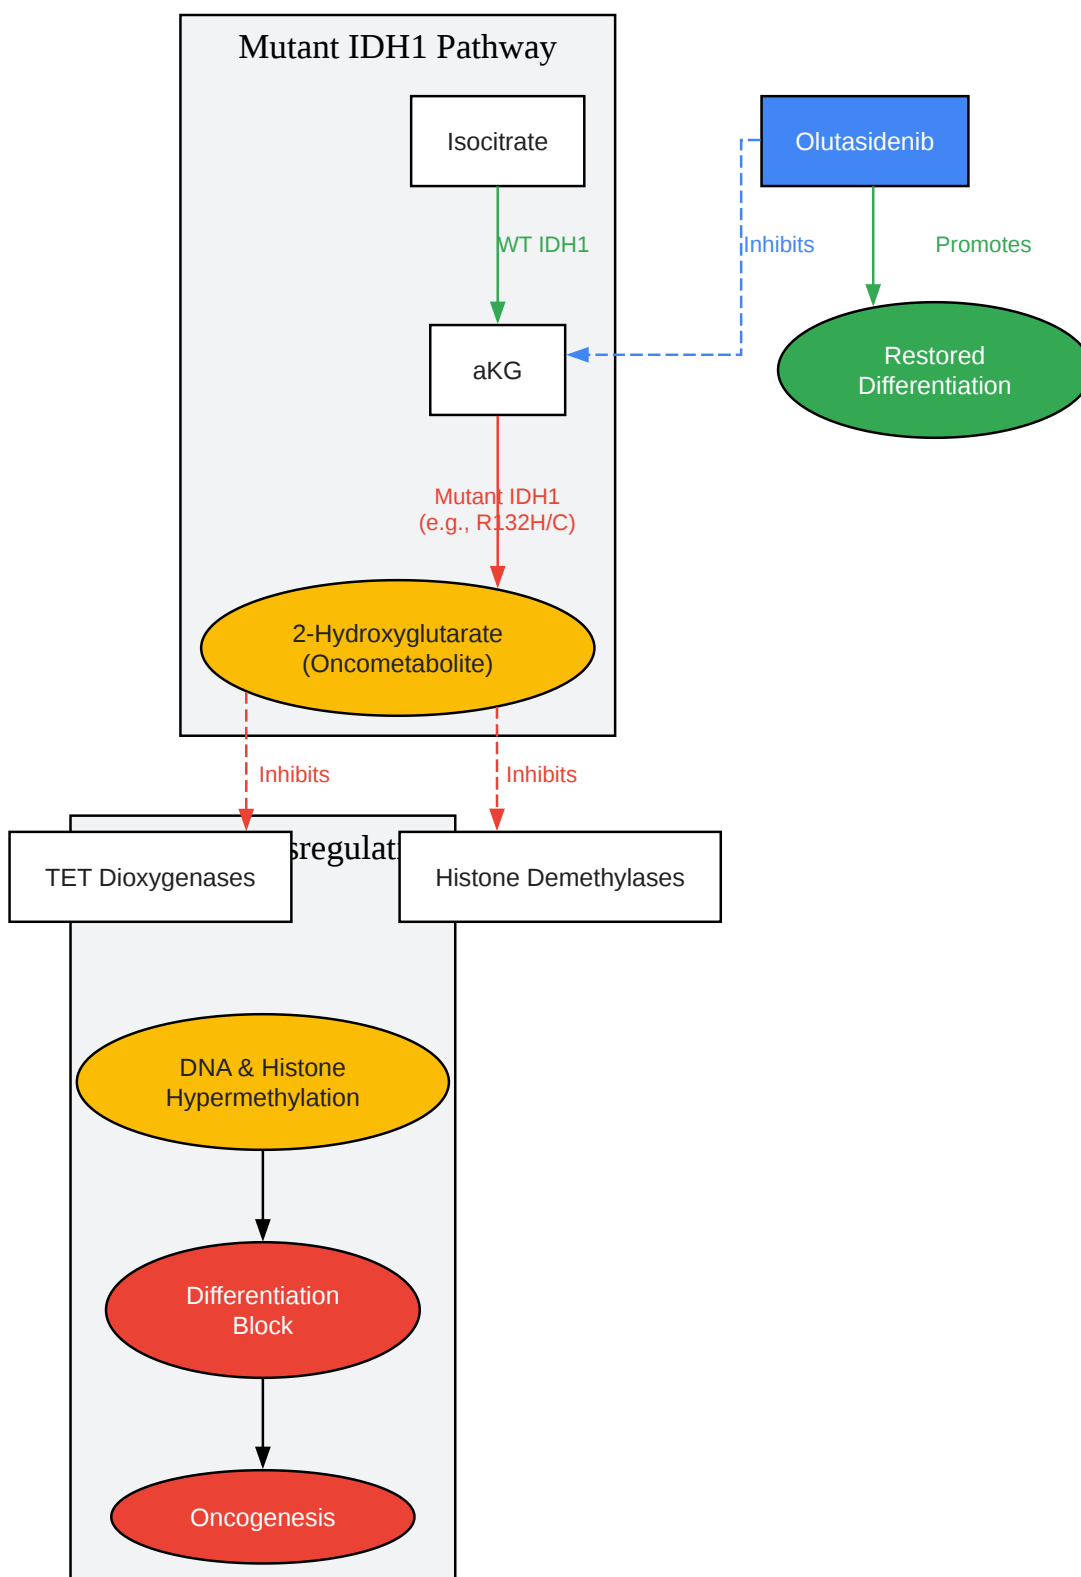 Mutant IDH1 Pathway
Isocitrate
Olutasidenib
WT IDH1
Inhibits
Promotes
aKG
Restored
Differentiation
Mutant IDH1
(e.g., R132H/C)
2-Hydroxyglutarate
(Oncometabolite)
Inhibits
Inhibits
TET Dioxygenases
Histone Demethylases
DNA & Histone
Hypermethylation
Differentiation
Block
Oncogenesis